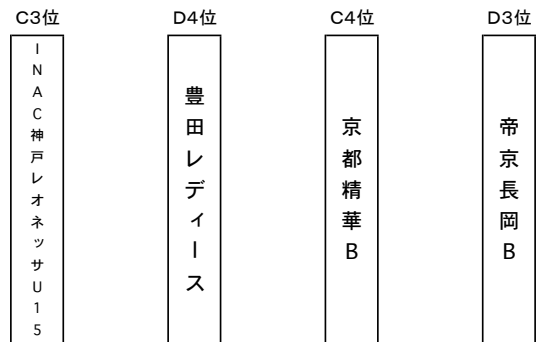 C3位
D4位
C4位
D3位
INAC神戸レオネッサU15
豊田レディース
京都精華B
帝京長岡B